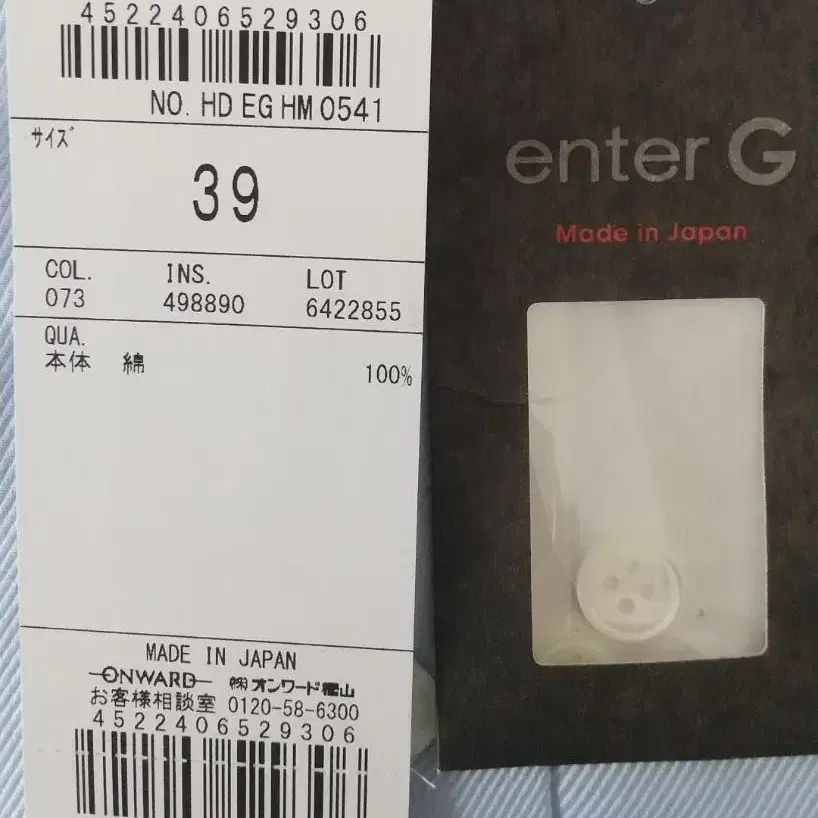 4522406529306
NO. HD EG HM 0541
サイズ
39
COL. INS. LOT
073 498890 6422855
QUA.
本体 綿 100%
MADE IN JAPAN
ONWARD ㈱オンワード樫山
お客様相談室 0120-58-6300
4522406529306
enter G
Made in Japan